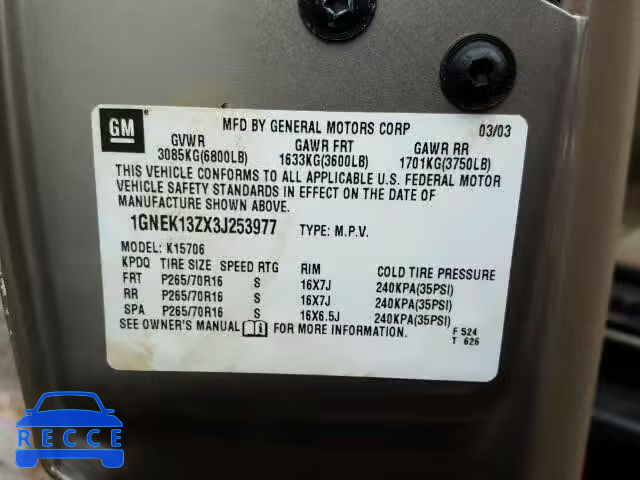 GM
MFD BY GENERAL MOTORS CORP 03/03
GVWR GAWR FRT GAWR RR
3085KG(6800LB) 1633KG(3600LB) 1701KG(3750LB)
THIS VEHICLE CONFORMS TO ALL APPLICABLE U.S. FEDERAL MOTOR
VEHICLE SAFETY STANDARDS IN EFFECT ON THE DATE OF
MANUFACTURE SHOWN ABOVE.
1GNEK13ZX3J253977 TYPE: M.P.V.
MODEL: K15706
KPDQ TIRE SIZE SPEED RTG RIM COLD TIRE PRESSURE
FRT P265/70R16 S 16X7J 240KPA(35PSI)
RR P265/70R16 S 16X7J 240KPA(35PSI)
SPA P265/70R16 S 16X6.5J 240KPA(35PSI)
SEE OWNER'S MANUAL FOR MORE INFORMATION.
F 524
T 626
RECCE